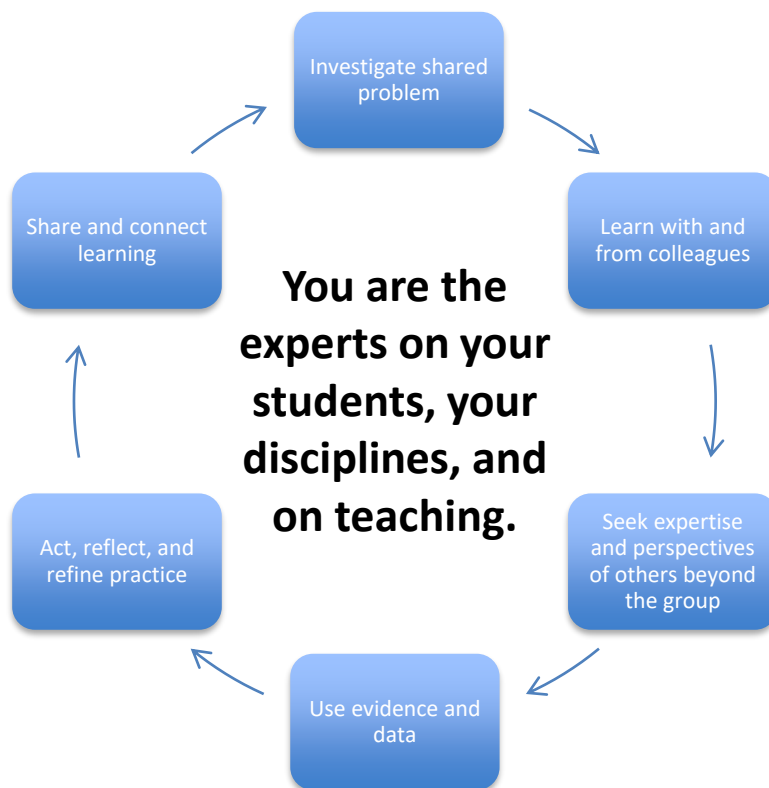 Investigate shared
problem
Learn with and
from colleagues
Seek expertise
and perspectives
of others beyond
the group
Use evidence and
data
Act, reflect, and
refine practice
Share and connect
learning
You are the
experts on your
students, your
disciplines, and
on teaching.